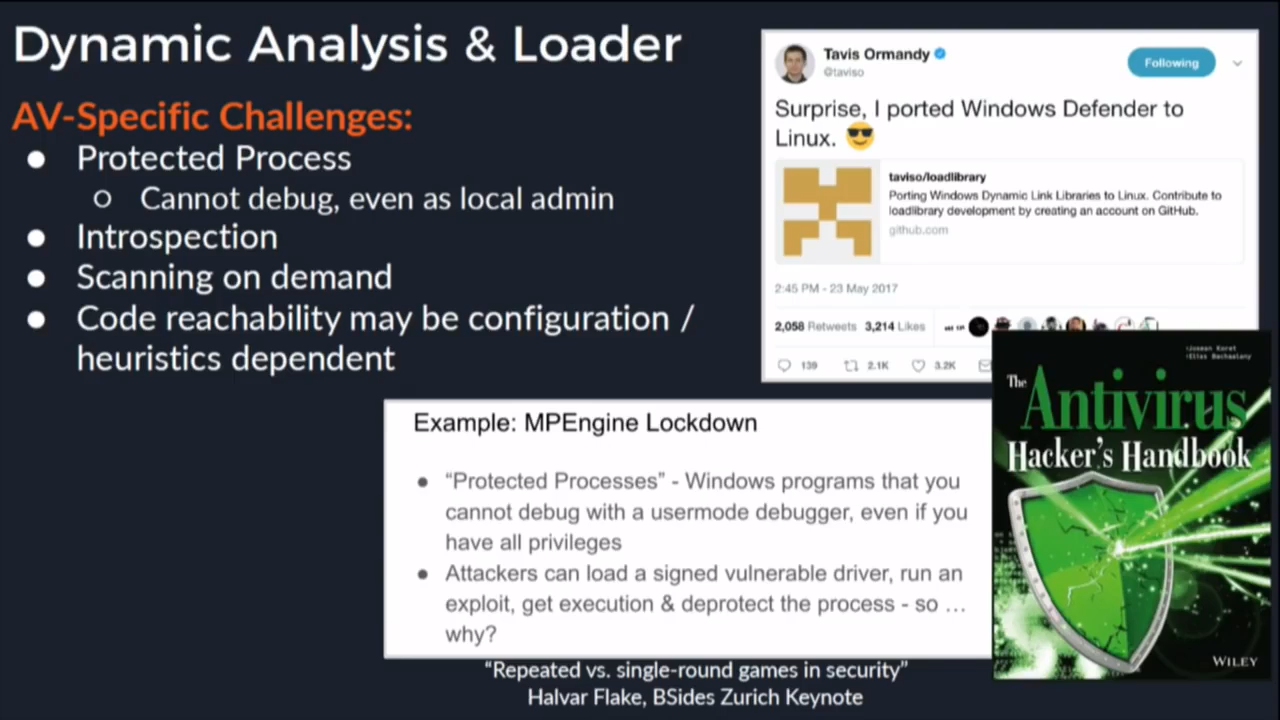 Dynamic Analysis & Loader
AV-Specific Challenges:
● Protected Process
○ Cannot debug, even as local admin
● Introspection
● Scanning on demand
● Code reachability may be configuration /
heuristics dependent
Tavis Ormandy
@taviso
Following
Surprise, I ported Windows Defender to
Linux. 😎
taviso/loadlibrary
Porting Windows Dynamic Link Libraries to Linux. Contribute to
loadlibrary development by creating an account on GitHub.
github.com
2:45 PM - 23 May 2017
2,058 Retweets 3,214 Likes
139 2.1K 3.2K
Example: MPEngine Lockdown
● “Protected Processes” - Windows programs that you
cannot debug with a usermode debugger, even if you
have all privileges
● Attackers can load a signed vulnerable driver, run an
exploit, get execution & deprotect the process - so …
why?
“Repeated vs. single-round games in security”
Halvar Flake, BSides Zurich Keynote
Joxean Koret
Elias Bachaalany
The
Antivirus
Hacker's Handbook
WILEY